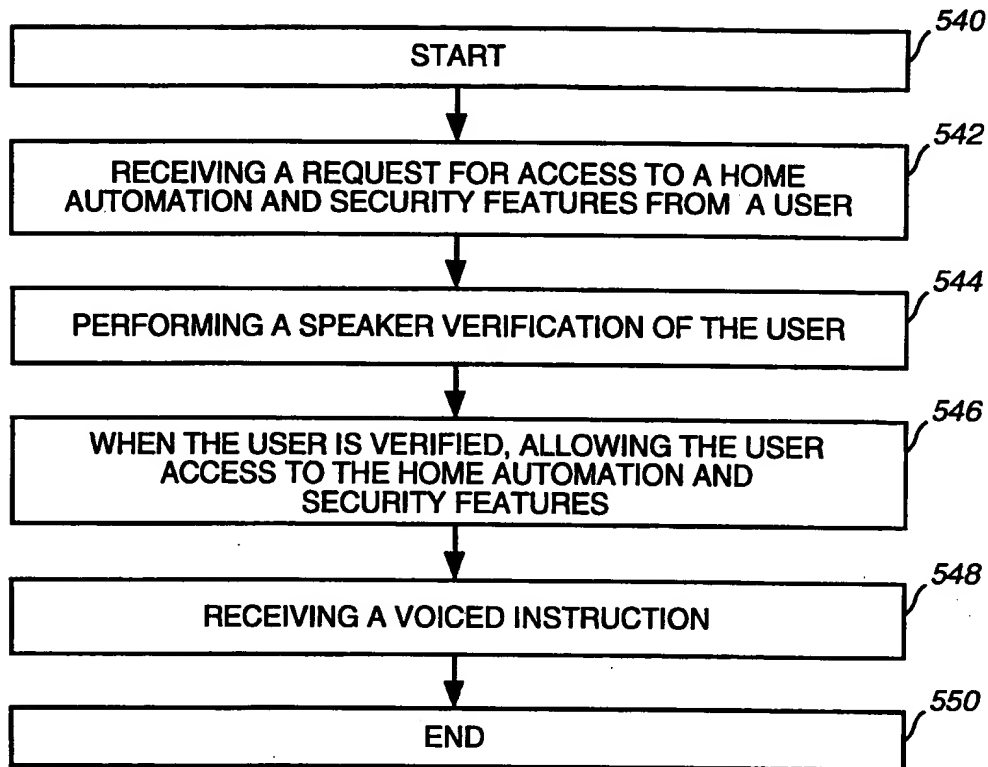 540
START
542
RECEIVING A REQUEST FOR ACCESS TO A HOME
AUTOMATION AND SECURITY FEATURES FROM A USER
544
PERFORMING A SPEAKER VERIFICATION OF THE USER
546
WHEN THE USER IS VERIFIED, ALLOWING THE USER
ACCESS TO THE HOME AUTOMATION AND
SECURITY FEATURES
548
RECEIVING A VOICED INSTRUCTION
550
END